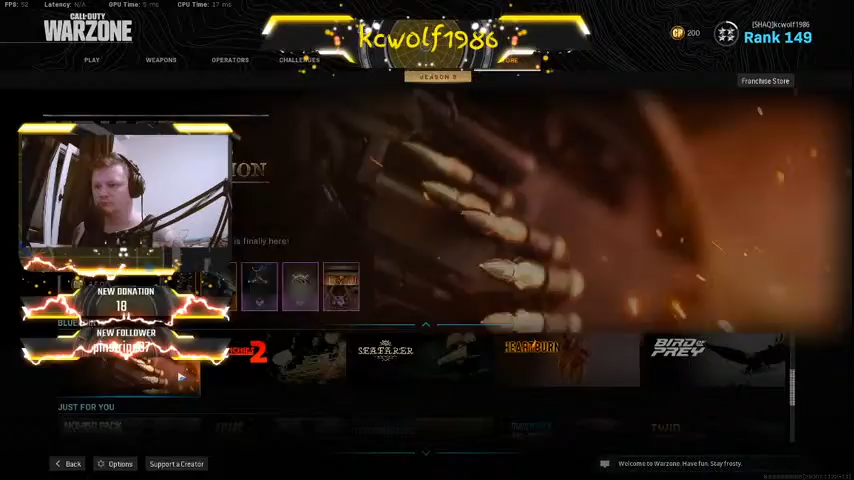 FPS: 52 Latency: N/A GPU Time: 5 ms CPU Time: 17 ms
CALL OF DUTY
WARZONE
kcwolf1986
200
[SHAQ]kcwolf1986
Rank 149
PLAY WEAPONS OPERATORS CHALLENGES
SEASON 6
Franchise Store
ION
is finally here!
NEW DONATION
18
NEW FOLLOWER
2
SEAFARER
HEARTBURN
BIRD OF PREY
JUST FOR YOU
Back
Options
Support a Creator
Welcome to Warzone. Have fun. Stay frosty.